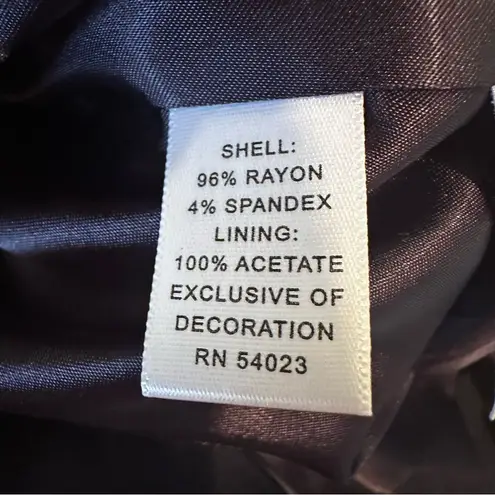 SHELL:
96% RAYON
4% SPANDEX
LINING:
100% ACETATE
EXCLUSIVE OF
DECORATION
RN 54023